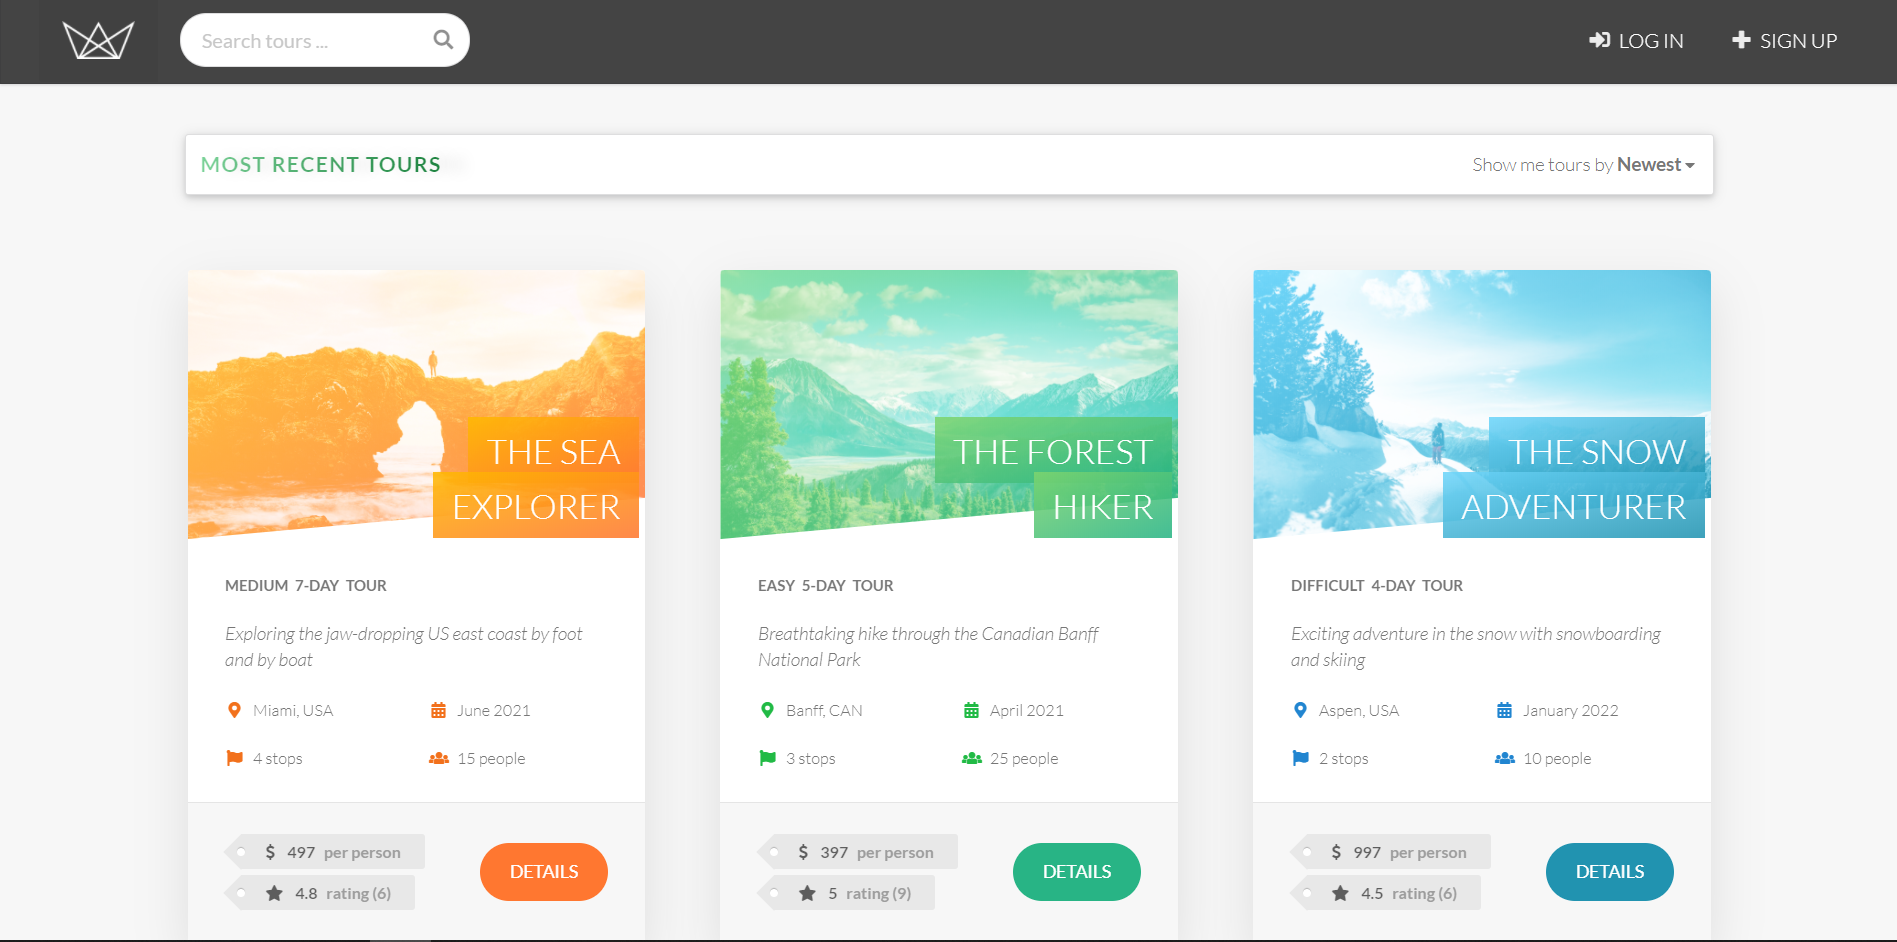 Search tours ...
LOG IN
SIGN UP
MOST RECENT TOURS
Show me tours by Newest
THE SEA
EXPLORER
MEDIUM 7-DAY TOUR
Exploring the jaw-dropping US east coast by foot
and by boat
Miami, USA
June 2021
4 stops
15 people
$ 497 per person
4.8 rating (6)
DETAILS
THE FOREST
HIKER
EASY 5-DAY TOUR
Breathtaking hike through the Canadian Banff
National Park
Banff, CAN
April 2021
3 stops
25 people
$ 397 per person
5 rating (9)
DETAILS
THE SNOW
ADVENTURER
DIFFICULT 4-DAY TOUR
Exciting adventure in the snow with snowboarding
and skiing
Aspen, USA
January 2022
2 stops
10 people
$ 997 per person
4.5 rating (6)
DETAILS